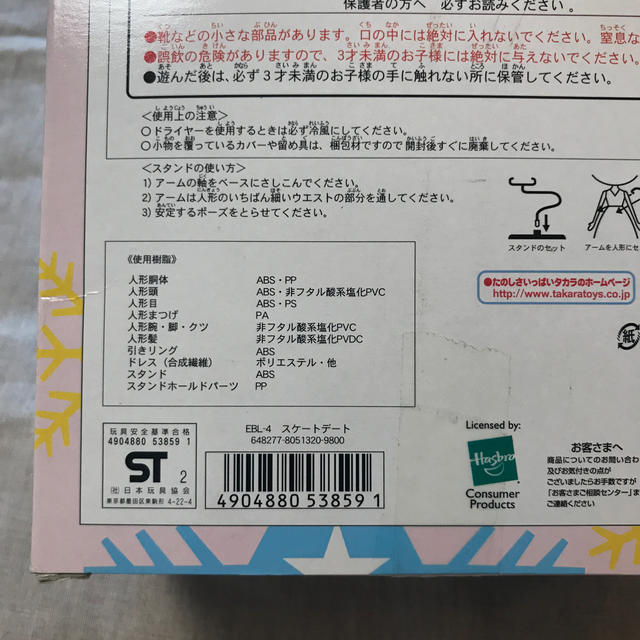 保護者の方へ 必ずお読みください。
●靴などの小さな部品があります。口の中には絶対に入れないでください。窒息な
●誤飲の危険がありますので、3才未満のお子様には絶対に与えないでください。
●遊んだ後は、必ず3才未満のお子様の手に触れない所に保管してください。
＜使用上の注意＞
○ドライヤーを使用するときは必ず冷風にしてください。
○小物を覆っているカバーや留め具は、梱包材ですので開封後すぐに廃棄してください。
＜スタンドの使い方＞
1) アームの軸をベースにさしこんでください。
2) アームは人形のいちばん細いウエストの部分を通してください。
3) 安定するポーズをとらせてください。
スタンドのセット
アームを人形にセ
《使用樹脂》
人形胴体 ABS・PP
人形頭 ABS・非フタル酸系塩化PVC
人形目 ABS・PS
人形まつげ PA
人形腕・脚・クツ 非フタル酸系塩化PVC
人形髪 非フタル酸系塩化PVDC
引きリング ABS
ドレス（合成繊維） ポリエステル・他
スタンド ABS
スタンドホールドパーツ PP
●たのしさいっぱいタカラのホームページ
http://www.takaratoys.co.jp
紙
玩具安全基準合格
4904880 53859 1
ST 2
(社)日本玩具協会
東京都墨田区東駒形 4-22-4
EBL-4 スケートデート
648277-8051320-9800
4904880538591
Licensed by:
Hasbro
Consumer
Products
お客さまへ
商品についてのお問い合わ
及びお気付きの点が
ございましたらお手数ですが
「お客さまご相談センター」ま
ご連絡ください。